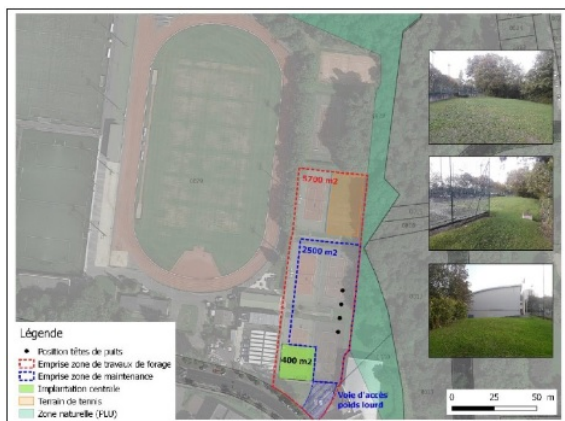 5700 m2
2500 m2
400 m2
Voie d'accès
poids lourd
Légende
Position têtes de puits
Emprise zone de travaux de forage
Emprise zone de maintenance
Implantation centrale
Terrain de tennis
Zone naturelle (PLU)
0 25 50 m